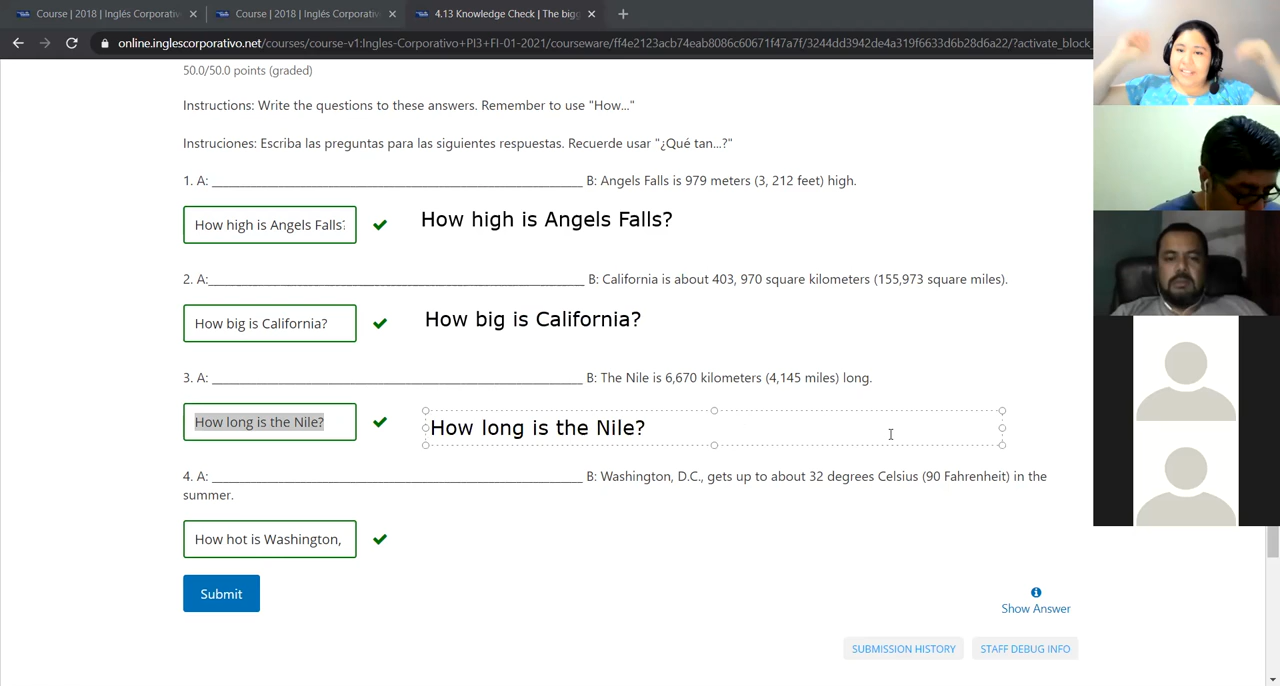 Course | 2018 | Inglés Corporativ
Course | 2018 | Inglés Corporativ
4.13 Knowledge Check | The bigg
online.inglescorporativo.net/courses/course-v1:Ingles-Corporativo+PI3+FI-01-2021/courseware/ff4e2123acb74eab8086c60671f47a7f/3244dd3942de4a319f6633d6b28d6a22/?activate_block_
50.0/50.0 points (graded)
Instructions: Write the questions to these answers. Remember to use "How..."
Instruciones: Escriba las preguntas para las siguientes respuestas. Recuerde usar "¿Qué tan...?"
1. A: ______________________________ B: Angels Falls is 979 meters (3, 212 feet) high.
How high is Angels Falls?
How high is Angels Falls?
2. A:______________________________ B: California is about 403, 970 square kilometers (155,973 square miles).
How big is California?
How big is California?
3. A: ______________________________ B: The Nile is 6,670 kilometers (4,145 miles) long.
How long is the Nile?
How long is the Nile?
4. A: ______________________________ B: Washington, D.C., gets up to about 32 degrees Celsius (90 Fahrenheit) in the
summer.
How hot is Washington,
Submit
Show Answer
SUBMISSION HISTORY
STAFF DEBUG INFO